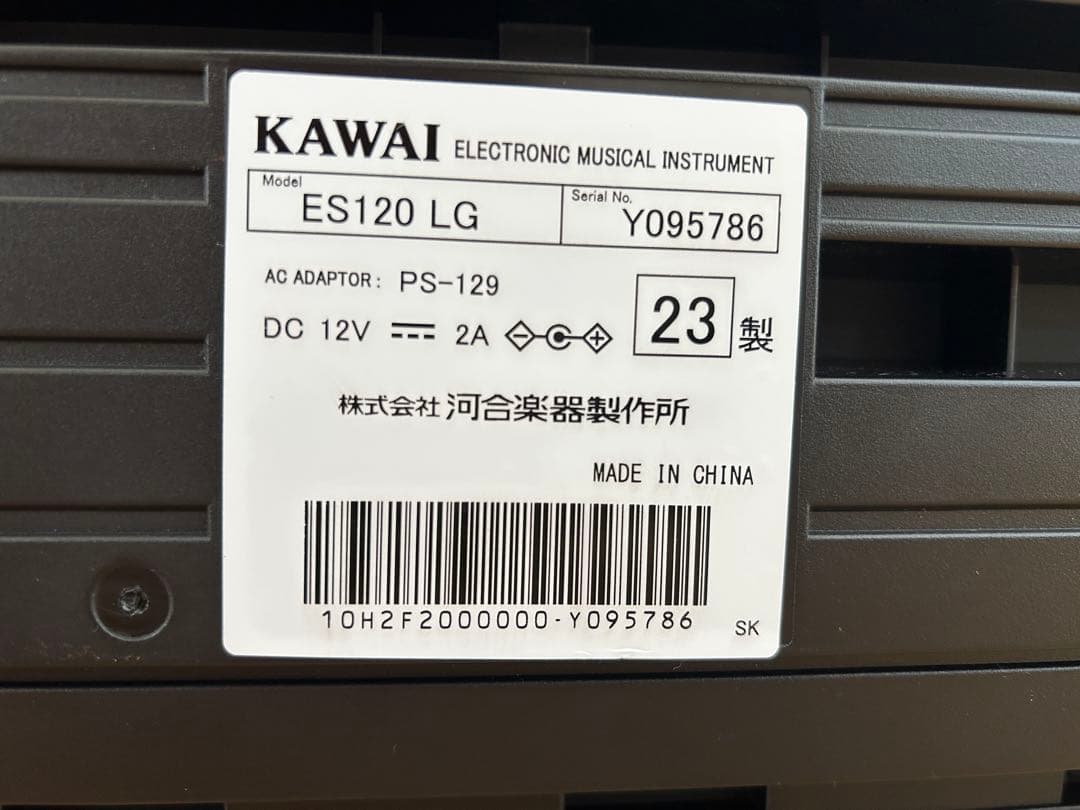 KAWAI ELECTRONIC MUSICAL INSTRUMENT
Model ES120 LG Serial No. Y095786
AC ADAPTOR: PS-129
DC 12V 2A 23 製
株式会社 河合楽器製作所
MADE IN CHINA
10H2F2000000-Y095786
SK